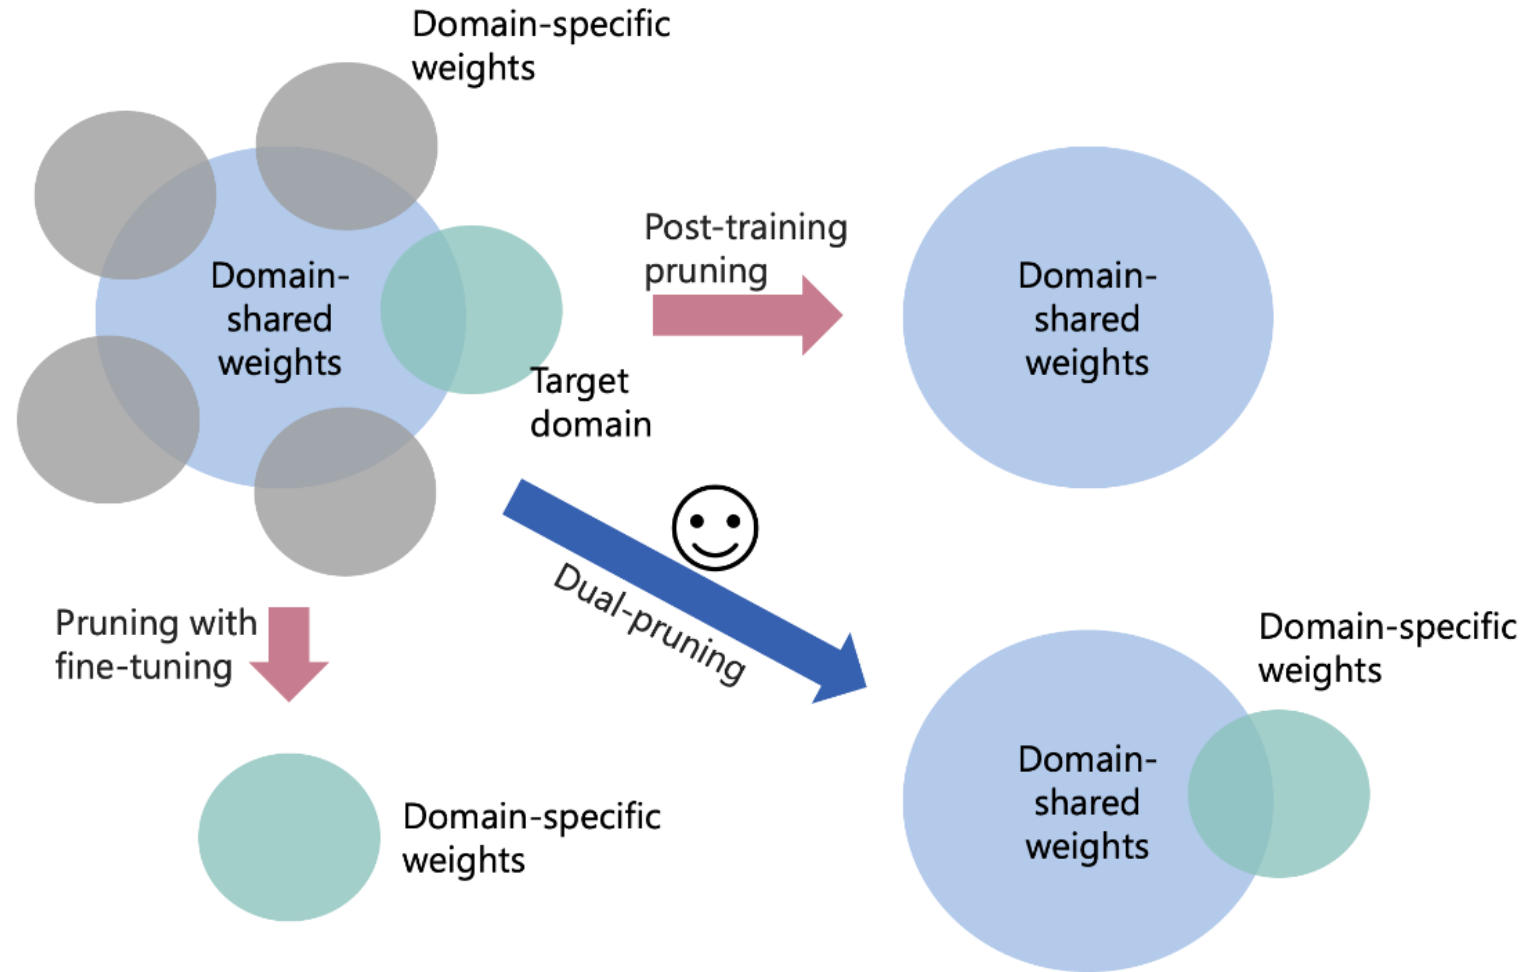 Domain-specific
weights
Domain-
shared
weights
Target
domain
Post-training
pruning
Domain-
shared
weights
Pruning with
fine-tuning
Dual-pruning
Domain-specific
weights
Domain-specific
weights
Domain-
shared
weights